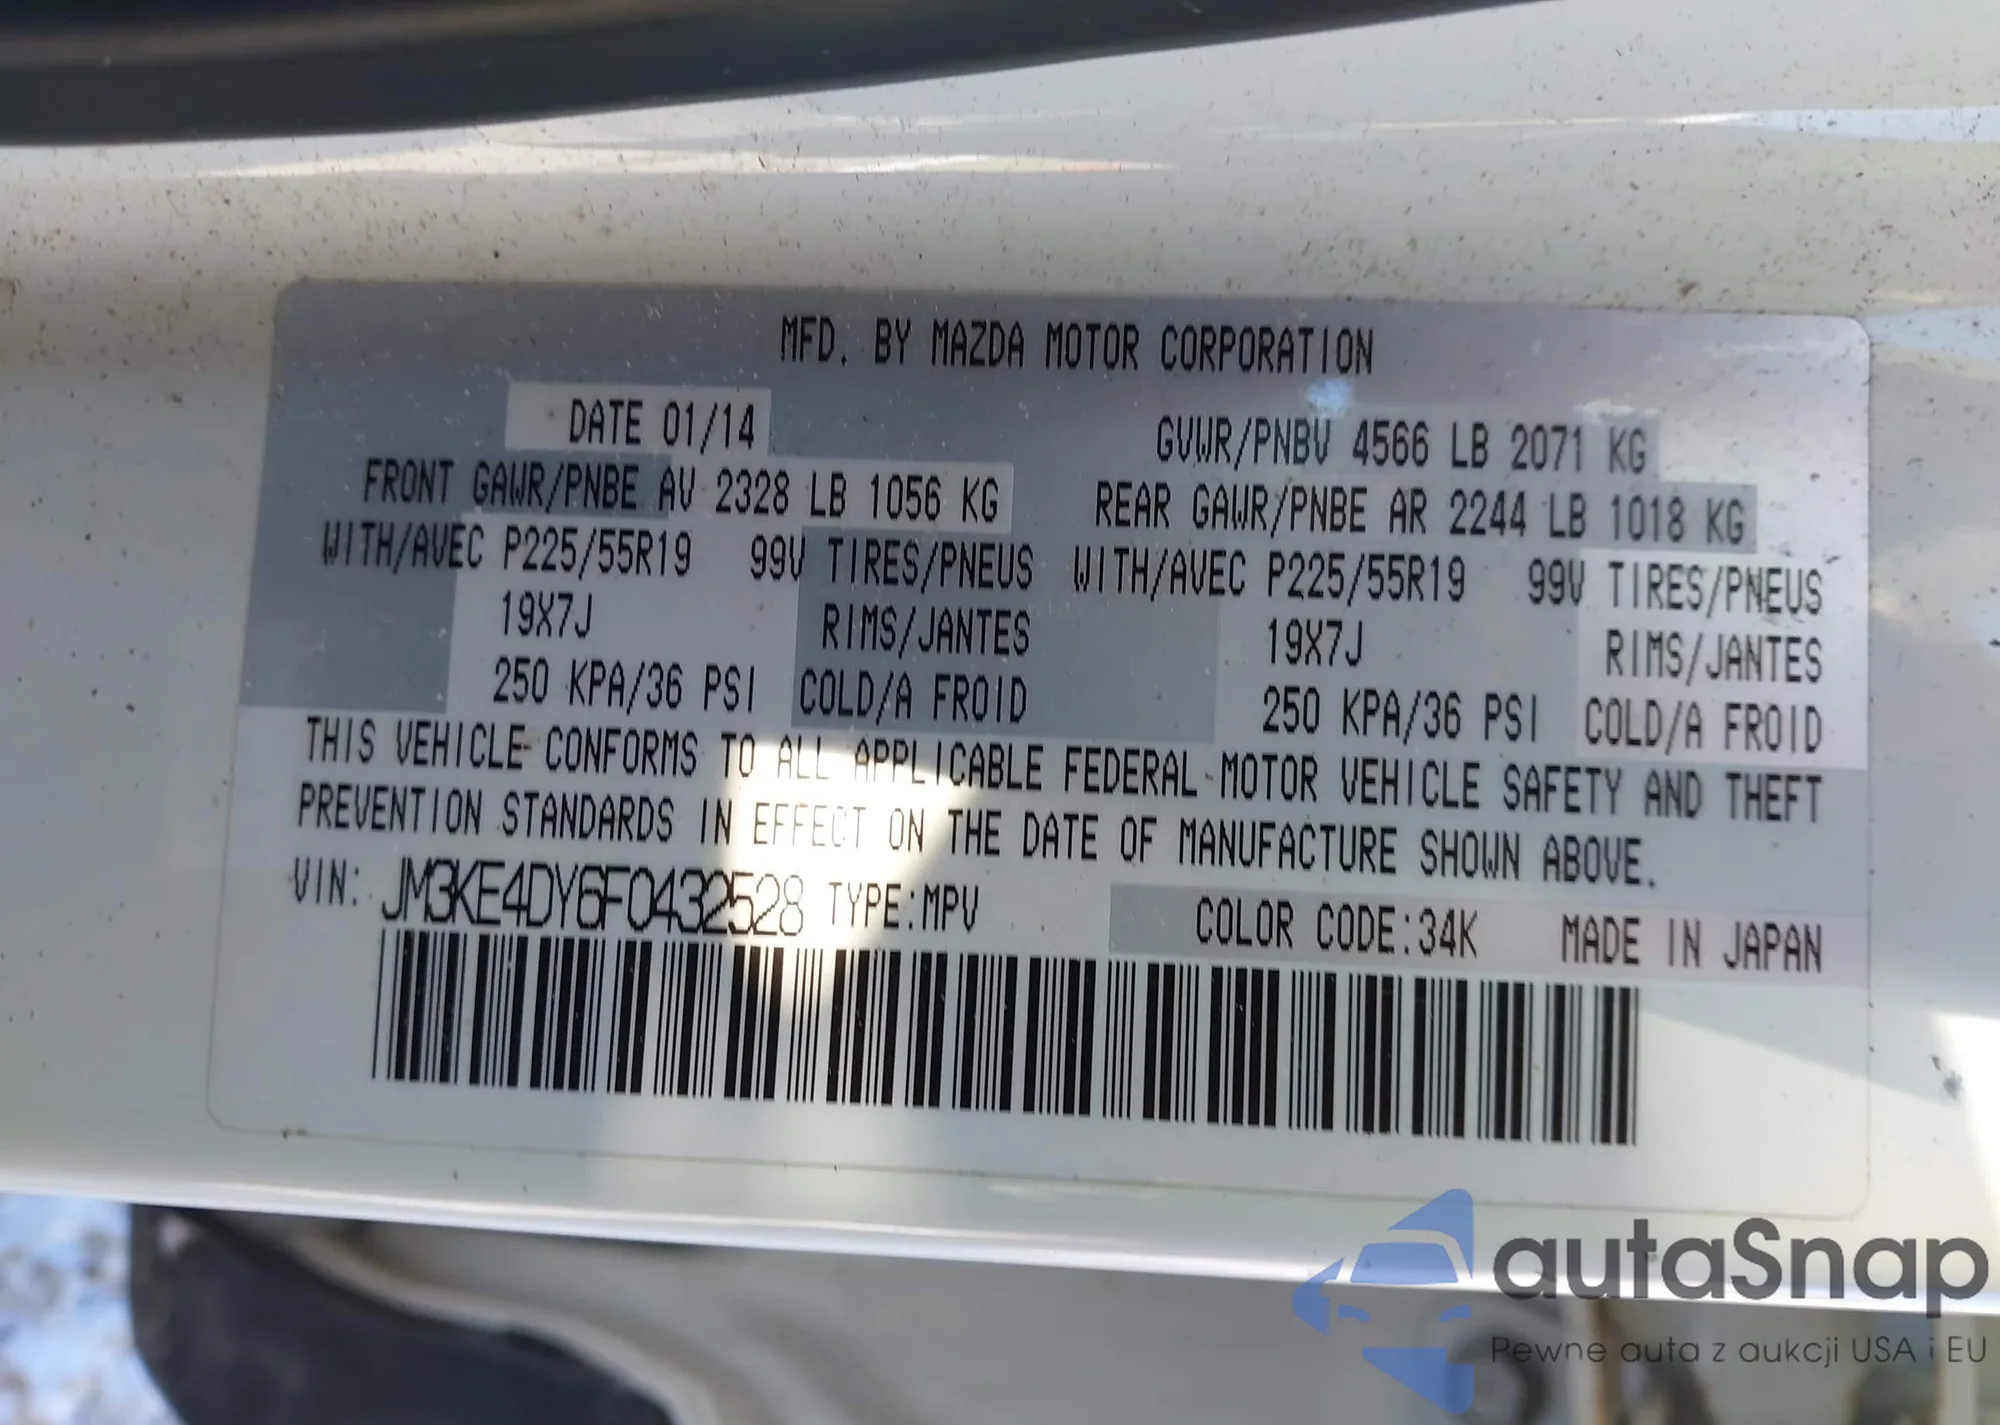 MFD. BY MAZDA MOTOR CORPORATION
DATE 01/14 GVWR/PNBV 4566 LB 2071 KG
FRONT GAWR/PNBE AV 2328 LB 1056 KG REAR GAWR/PNBE AR 2244 LB 1018 KG
WITH/AVEC P225/55R19 99V TIRES/PNEUS WITH/AVEC P225/55R19 99V TIRES/PNEUS
19X7J RIMS/JANTES 19X7J RIMS/JANTES
250 KPA/36 PSI COLD/A FROID 250 KPA/36 PSI COLD/A FROID
THIS VEHICLE CONFORMS TO ALL APPLICABLE FEDERAL MOTOR VEHICLE SAFETY AND THEFT
PREVENTION STANDARDS IN EFFECT ON THE DATE OF MANUFACTURE SHOWN ABOVE.
VIN: JM3KE4DY6F0432528 TYPE:MPV COLOR CODE:34K MADE IN JAPAN
autaSnap
Pewne auta z aukcji USA i EU